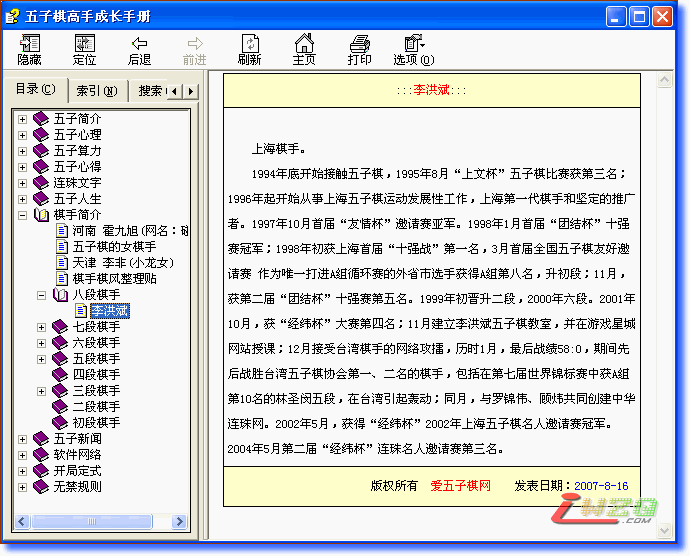 五子棋高手成长手册
隐藏 定位 后退 前进 刷新 主页 打印 选项(O)
目录(C) 索引(N) 搜索
五子简介
五子心理
五子算力
五子心得
连珠文字
五子人生
棋手简介
河南 霍九旭(网名：
五子棋的女棋手
天津 李非(小龙女)
棋手棋风整理贴
八段棋手
李洪斌
七段棋手
六段棋手
五段棋手
四段棋手
三段棋手
二段棋手
初段棋手
五子新闻
软件网络
开局定式
无禁规则
:::李洪斌:::
上海棋手。
1994年底开始接触五子棋，1995年8月“上文杯”五子棋比赛获第三名；
1996年起开始从事上海五子棋运动发展性工作，上海第一代棋手和坚定的推广
者。1997年10月首届“友情杯”邀请赛亚军。1998年1月首届“团结杯”十强
赛冠军；1998年初获上海首届“十强战”第一名，3月首届全国五子棋友好邀
请赛 作为唯一打进A组循环赛的外省市选手获得A组第八名，升初段；11月，
获第二届“团结杯”十强赛第五名。1999年初晋升二段，2000年六段。2001年
10月，获“经纬杯”大赛第四名；11月建立李洪斌五子棋教室，并在游戏星城
网站授课；12月接受台湾棋手的网络攻擂，历时1月，最后战绩58:0，期间先
后战胜台湾五子棋协会第一、二名的棋手，包括在第七届世界锦标赛中获A组
第10名的林圣闵五段，在台湾引起轰动；同月，与罗锦伟、顾炜共同创建中华
连珠网。2002年5月，获得“经纬杯”2002年上海五子棋名人邀请赛冠军。
2004年5月第二届“经纬杯”连珠名人邀请赛第三名。
版权所有 爱五子棋网 发表日期：2007-8-16
iWZQ
.COM